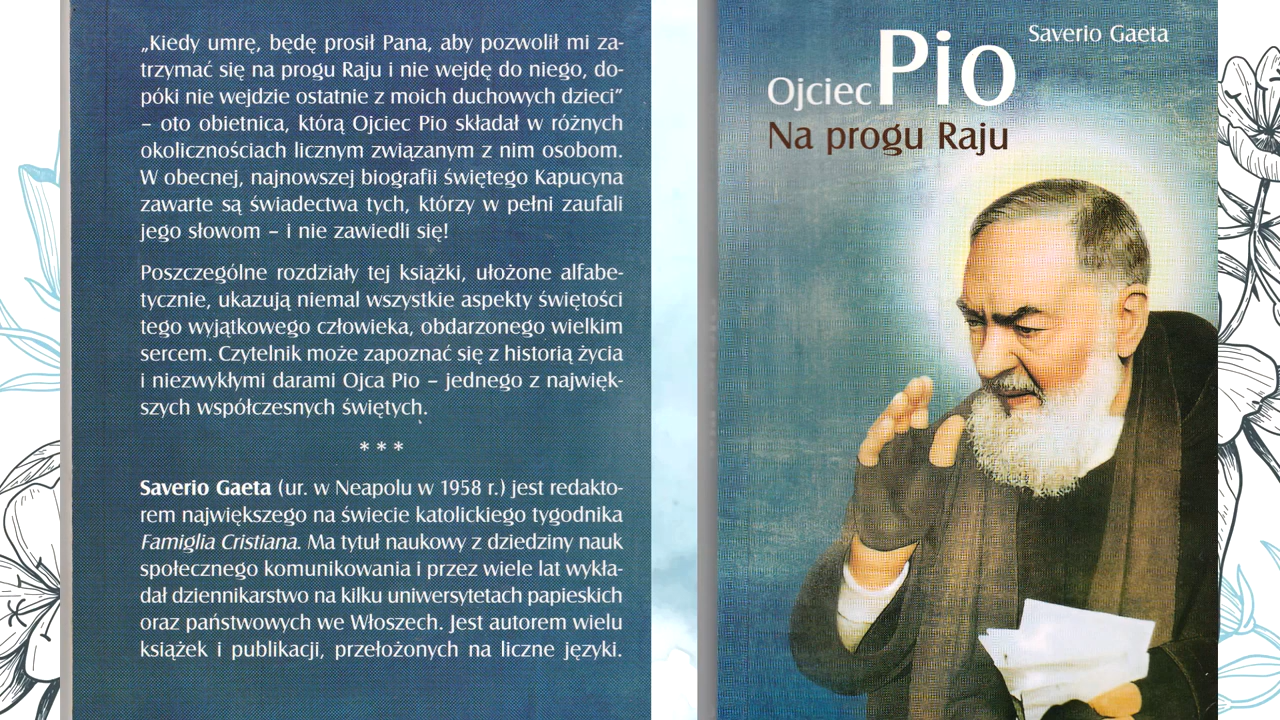 „Kiedy umrę, będę prosił Pana, aby pozwolił mi za-
trzymać się na progu Raju i nie wejdę do niego, do-
póki nie wejdzie ostatnie z moich duchowych dzieci”
– oto obietnica, którą Ojciec Pio składał w różnych
okolicznościach licznym związanym z nim osobom.
W obecnej, najnowszej biografii świętego Kapucyna
zawarte są świadectwa tych, którzy w pełni zaufali
jego słowom – i nie zawiedli się!
Poszczególne rozdziały tej książki, ułożone alfabe-
tycznie, ukazują niemal wszystkie aspekty świętości
tego wyjątkowego człowieka, obdarzonego wielkim
sercem. Czytelnik może zapoznać się z historią życia
i niezwykłymi darami Ojca Pio – jednego z najwięk-
szych współczesnych świętych.
* * *
Saverio Gaeta (ur. w Neapolu w 1958 r.) jest redakto-
rem największego na świecie katolickiego tygodnika
Famiglia Cristiana. Ma tytuł naukowy z dziedziny nauk
społecznego komunikowania i przez wiele lat wykła-
dał dziennikarstwo na kilku uniwersytetach papieskich
oraz państwowych we Włoszech. Jest autorem wielu
książek i publikacji, przełożonych na liczne języki.
Saverio Gaeta
Ojciec Pio
Na progu Raju